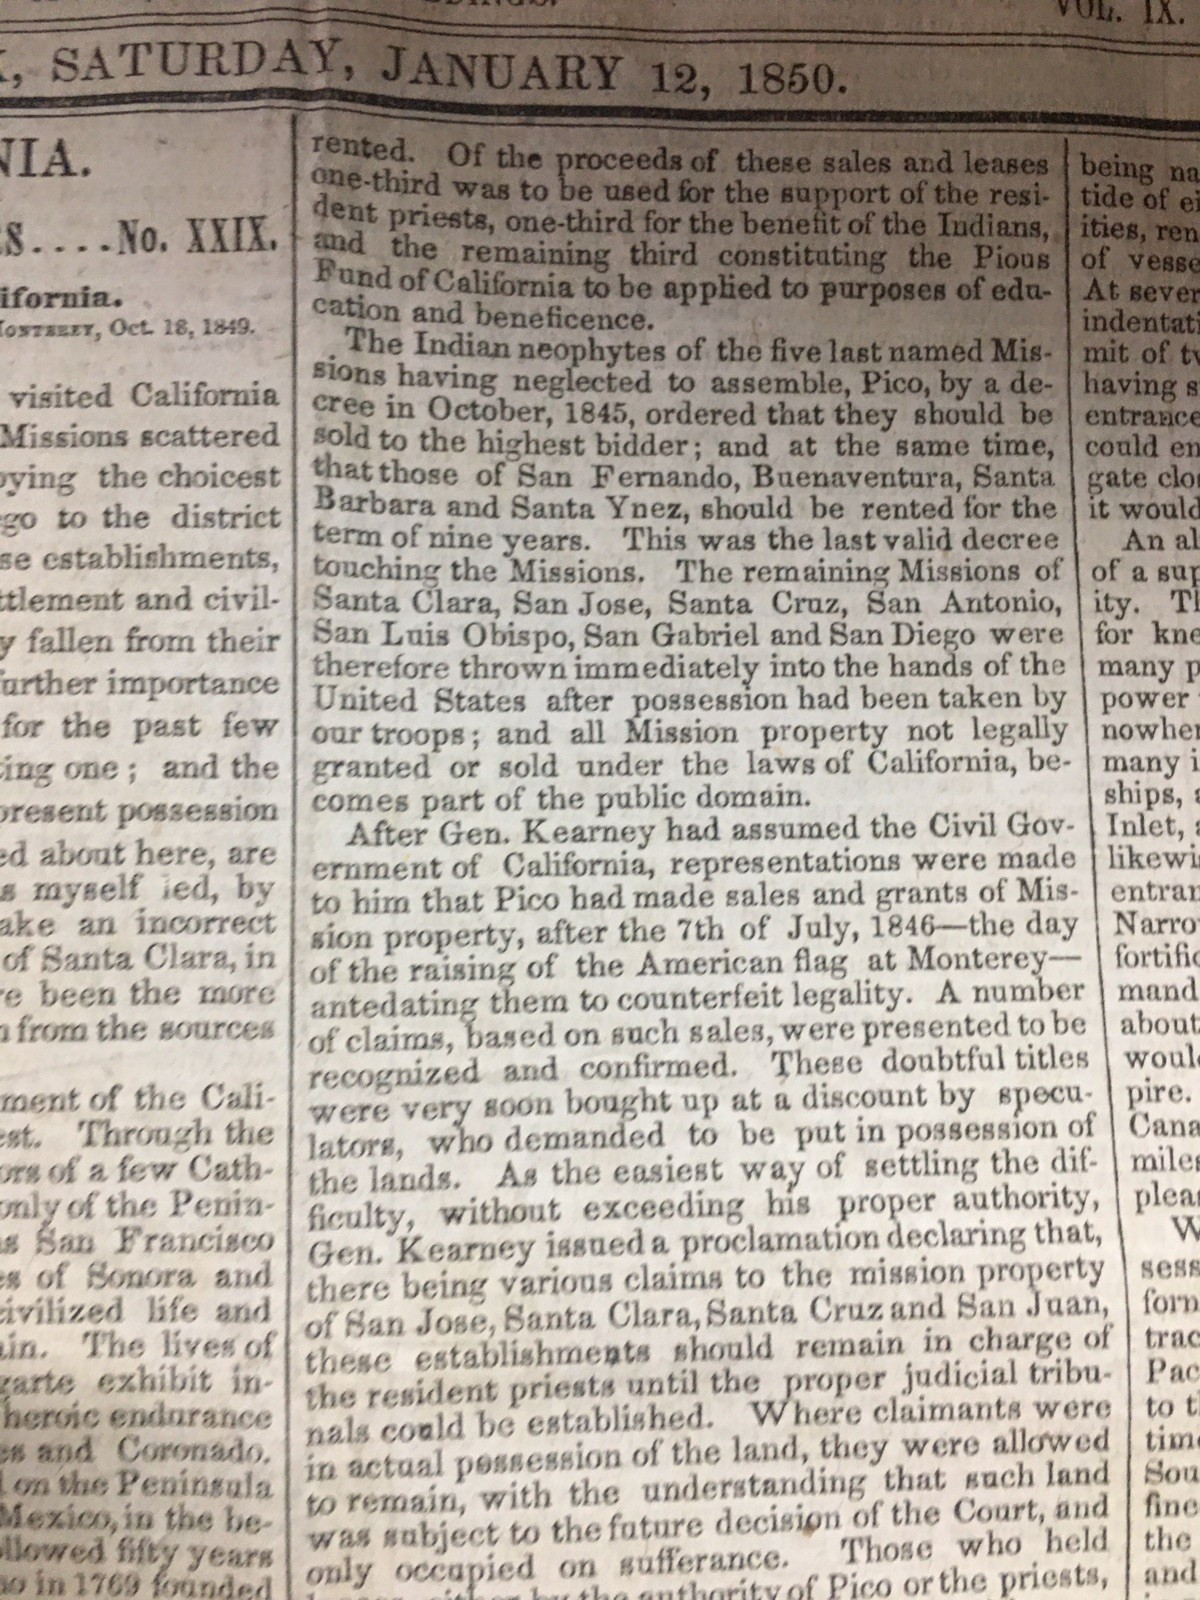 VOL. IX.
, SATURDAY, JANUARY 12, 1850.
NIA.
ES....No. XXIX.
ifornia.
MONTEREY, Oct. 18, 1849.
visited California
Missions scattered
ying the choicest
ego to the district
se establishments,
ttlement and civil-
y fallen from their
further importance
for the past few
ting one; and the
present possession
ed about here, are
s myself led, by
ake an incorrect
of Santa Clara, in
re been the more
n from the sources
ment of the Cali-
est. Through the
ors of a few Cath-
only of the Penin-
as San Francisco
es of Sonora and
civilized life and
ain. The lives of
garte exhibit in-
heroic endurance
es and Coronado.
l on the Peninsula
Mexico, in the be-
ollowed fifty years
ho in 1769 founded
rented. Of the proceeds of these sales and leases
one-third was to be used for the support of the resi-
dent priests, one-third for the benefit of the Indians,
and the remaining third constituting the Pious
Fund of California to be applied to purposes of edu-
cation and beneficence.
The Indian neophytes of the five last named Mis-
sions having neglected to assemble, Pico, by a de-
cree in October, 1845, ordered that they should be
sold to the highest bidder; and at the same time,
that those of San Fernando, Buenaventura, Santa
Barbara and Santa Ynez, should be rented for the
term of nine years. This was the last valid decree
touching the Missions. The remaining Missions of
Santa Clara, San Jose, Santa Cruz, San Antonio,
San Luis Obispo, San Gabriel and San Diego were
therefore thrown immediately into the hands of the
United States after possession had been taken by
our troops; and all Mission property not legally
granted or sold under the laws of California, be-
comes part of the public domain.
After Gen. Kearney had assumed the Civil Gov-
ernment of California, representations were made
to him that Pico had made sales and grants of Mis-
sion property, after the 7th of July, 1846—the day
of the raising of the American flag at Monterey—
antedating them to counterfeit legality. A number
of claims, based on such sales, were presented to be
recognized and confirmed. These doubtful titles
were very soon bought up at a discount by specu-
lators, who demanded to be put in possession of
the lands. As the easiest way of settling the dif-
ficulty, without exceeding his proper authority,
Gen. Kearney issued a proclamation declaring that,
there being various claims to the mission property
of San Jose, Santa Clara, Santa Cruz and San Juan,
these establishments should remain in charge of
the resident priests until the proper judicial tribu-
nals could be established. Where claimants were
in actual possession of the land, they were allowed
to remain, with the understanding that such land
was subject to the future decision of the Court, and
only occupied on sufferance. Those who held
either by the authority of Pico or the priests,
being na
tide of ei
ities, ren
of vesse
At sever
indentati
mit of tv
having s
entrance
could en
gate clo
it would
An al
of a sup
ity. Tl
for kne
many p
power
nowher
many i
ships, a
Inlet, a
likewi
entran
Narro
fortific
mand
about
would
pire.
Cana
miles
pleas
W
sess
forn
trac
Pac
to t
time
Sou
fine
the
and